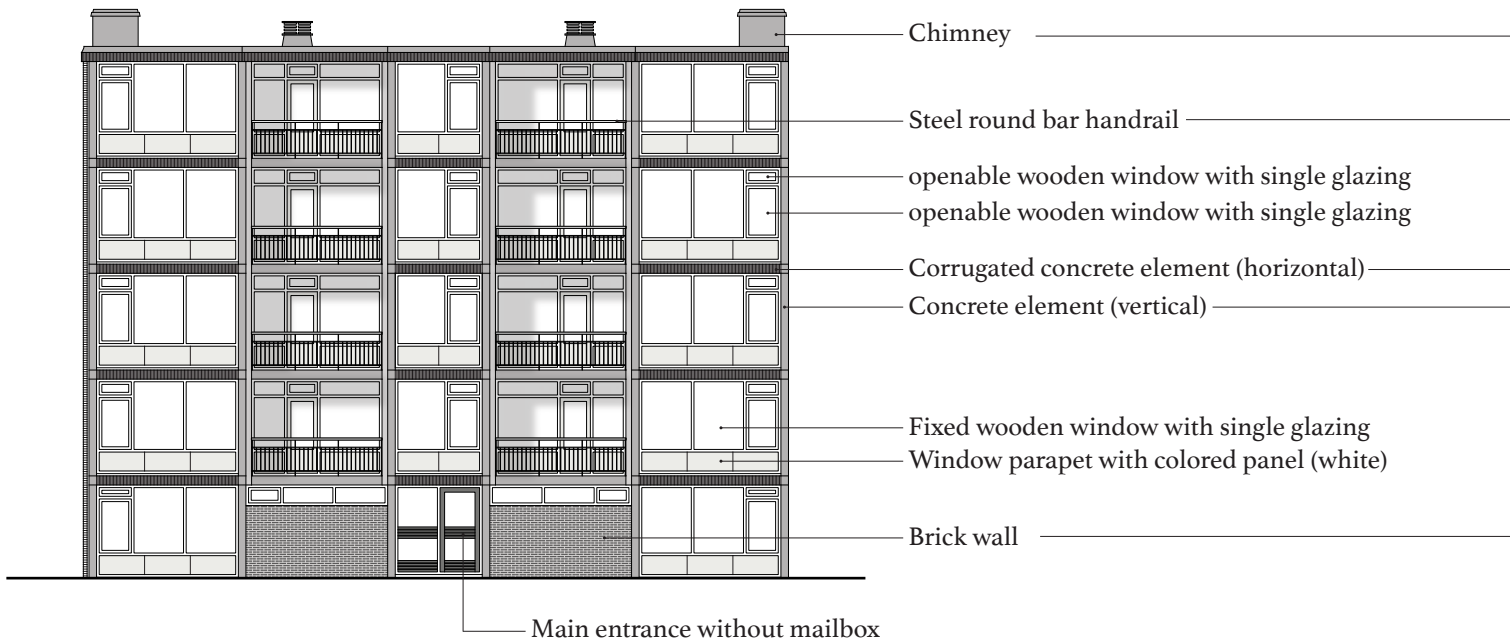 Chimney
Steel round bar handrail
openable wooden window with single glazing
openable wooden window with single glazing
Corrugated concrete element (horizontal)
Concrete element (vertical)
Fixed wooden window with single glazing
Window parapet with colored panel (white)
Brick wall
Main entrance without mailbox